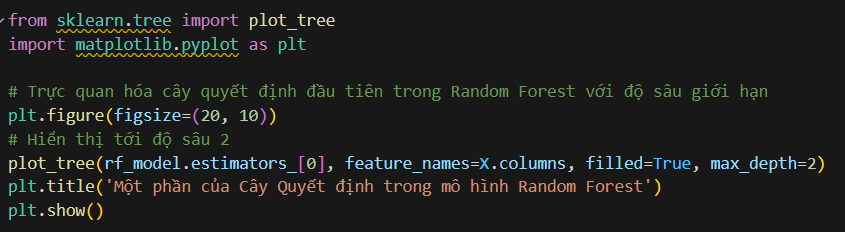 from sklearn.tree import plot_tree
import matplotlib.pyplot as plt
# Trực quan hóa cây quyết định đầu tiên trong Random Forest với độ sâu giới hạn
plt.figure(figsize=(20, 10))
# Hiển thị tới độ sâu 2
plot_tree(rf_model.estimators_[0], feature_names=X.columns, filled=True, max_depth=2)
plt.title('Một phần của Cây Quyết định trong mô hình Random Forest')
plt.show()